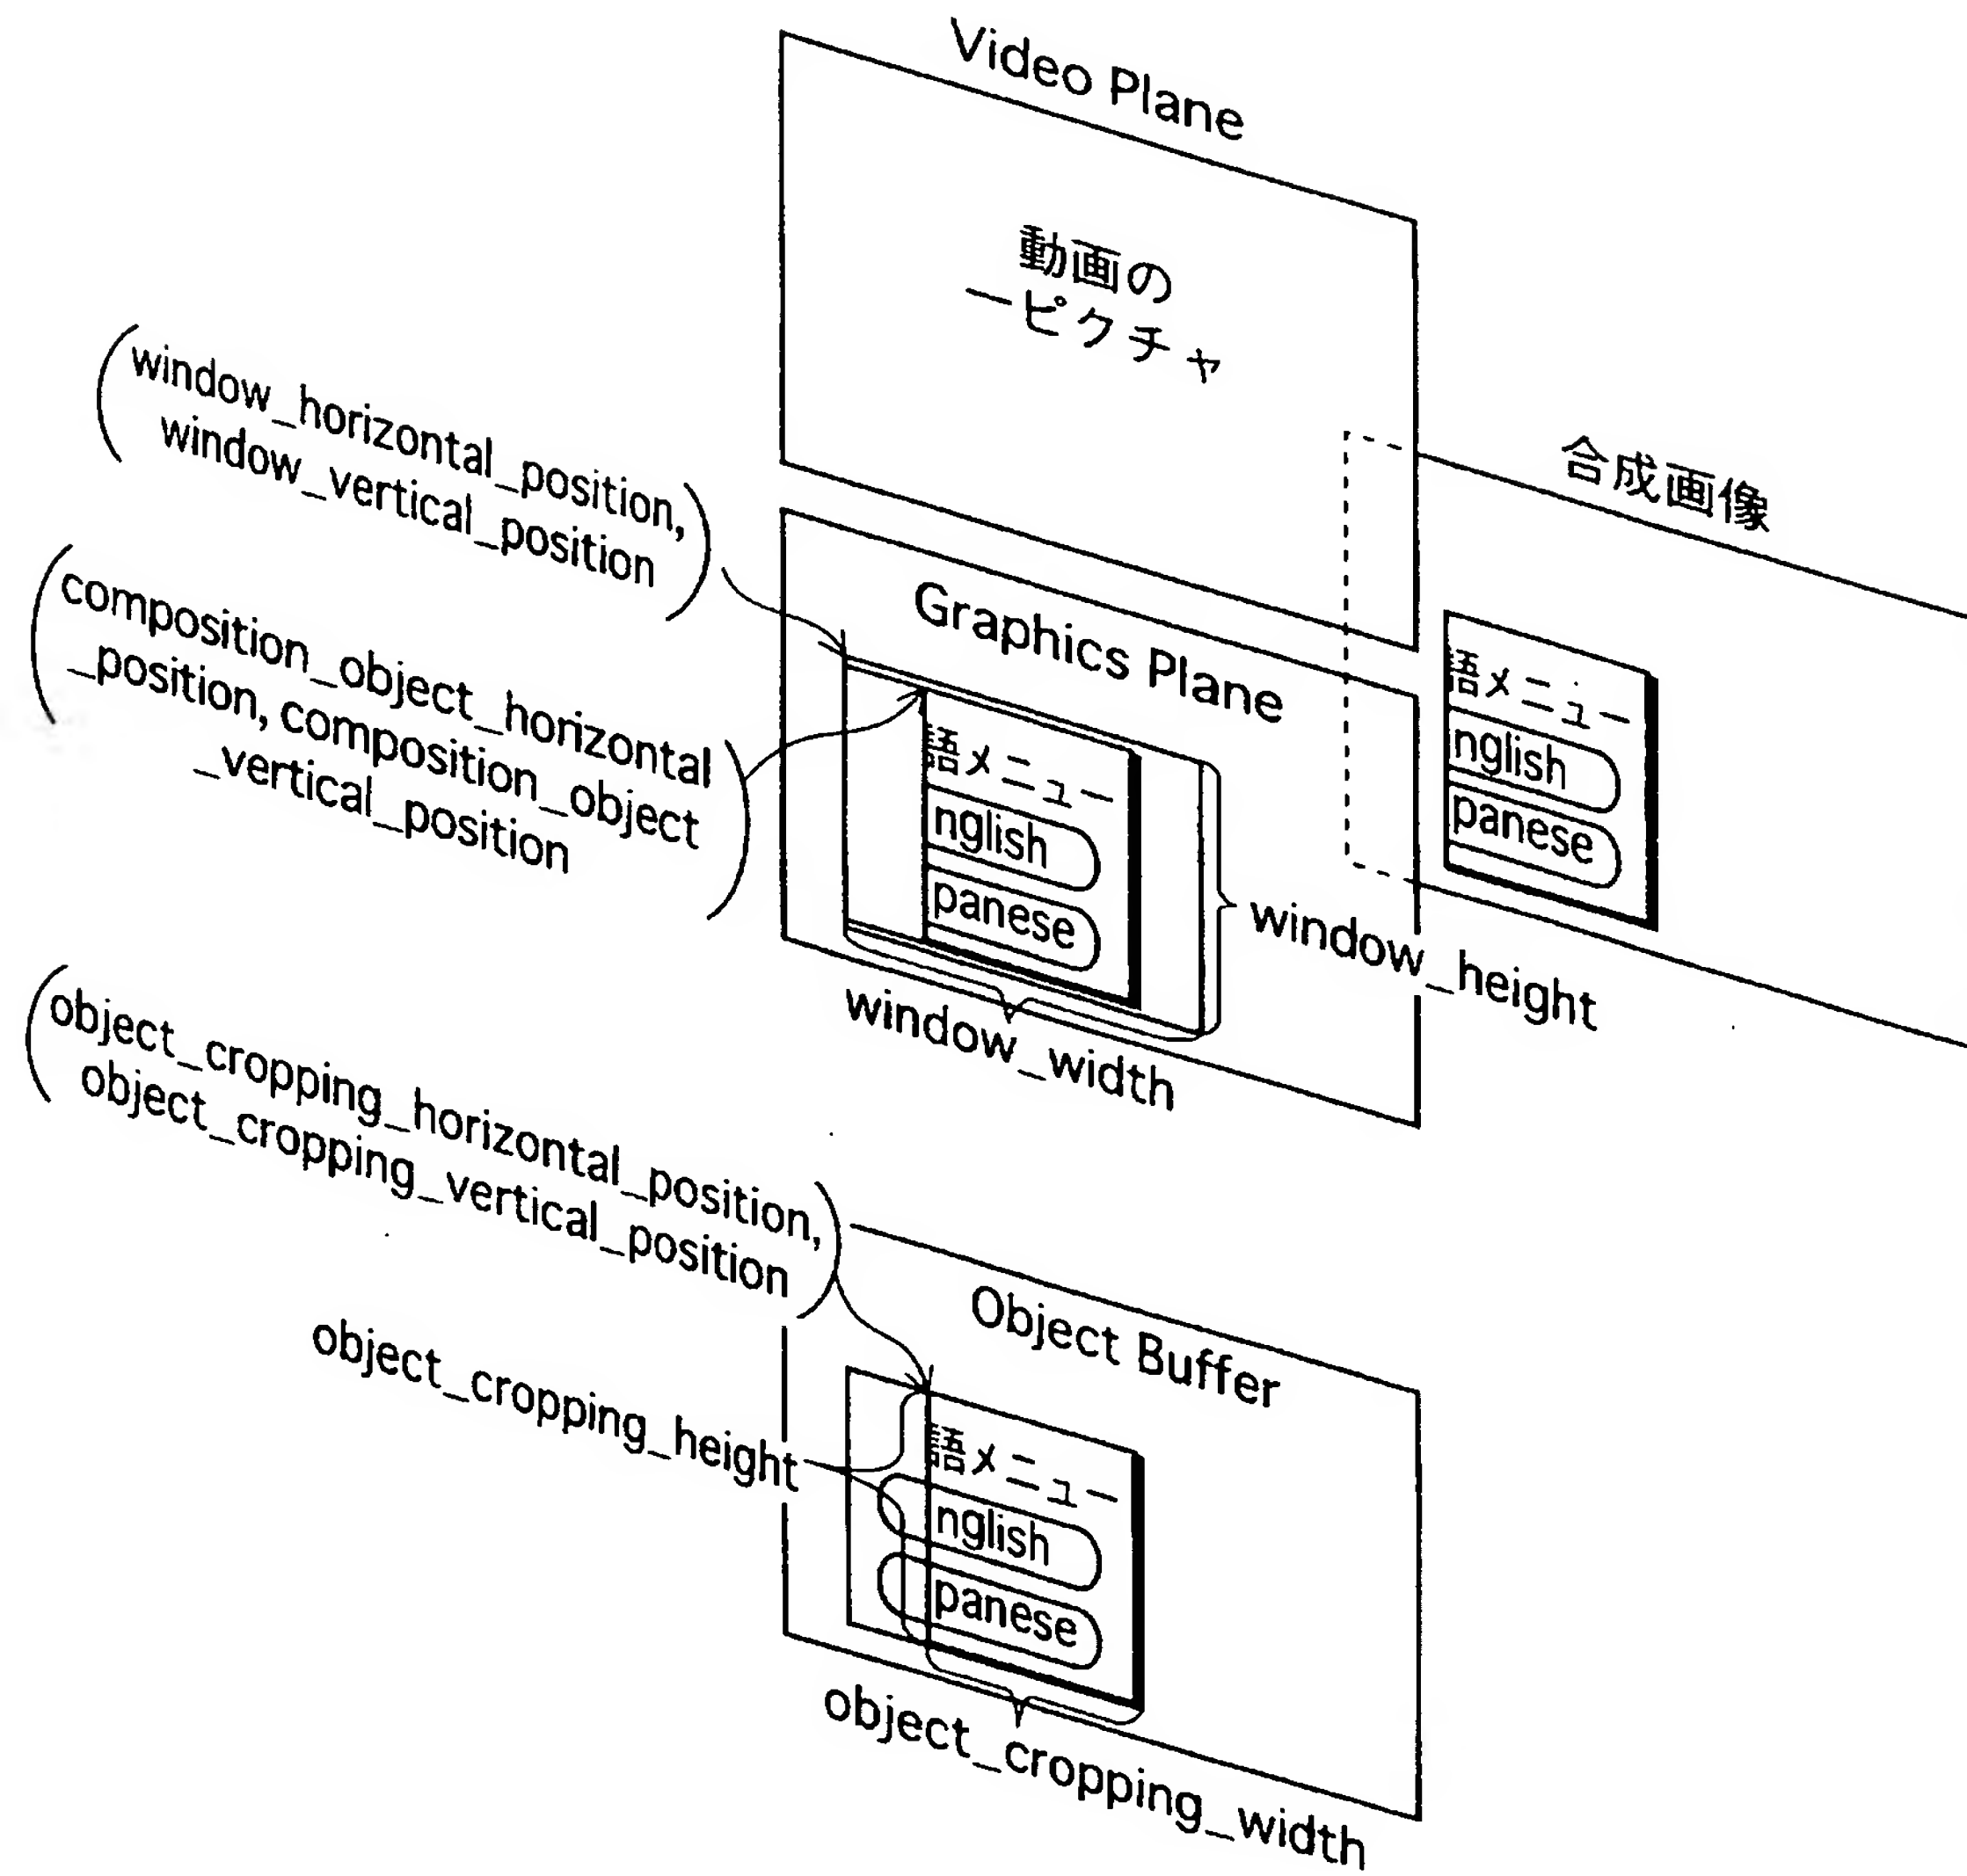 Video Plane
動画の
一ピクチャ
合成画像
(window_horizontal_position,
window_vertical_position)
Graphics Plane
(composition_object_horizontal
_position, composition_object
_vertical_position)
語メニュー
nglish
panese
語メニュー
nglish
panese
window_height
window_width
(object_cropping_horizontal_position,
object_cropping_vertical_position)
Object Buffer
object_cropping_height
語メニュー
nglish
panese
object_cropping_width